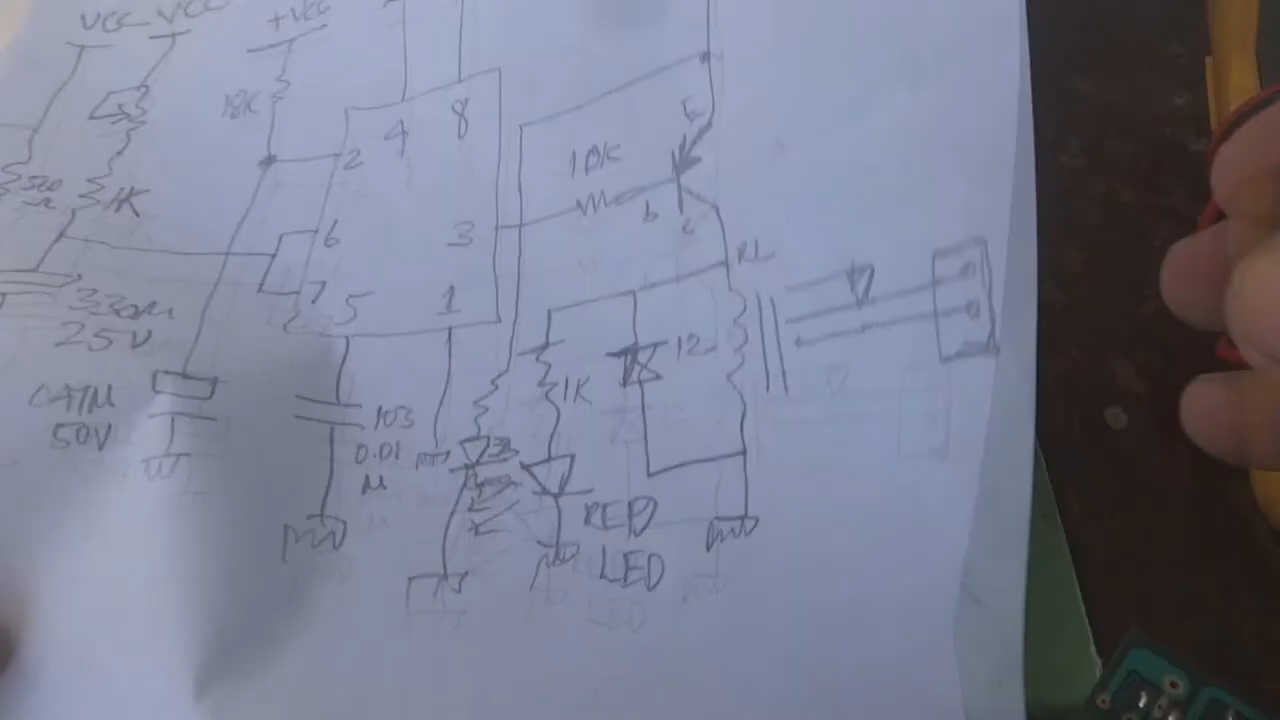 VCC VCC +VCC
18K
4 8
E
2
10K
500
Ω
1K
b
c
6
3
RL
7
5
1
330M
25V
12
1K
0.47M
50V
103
0.01
M
RED
LED